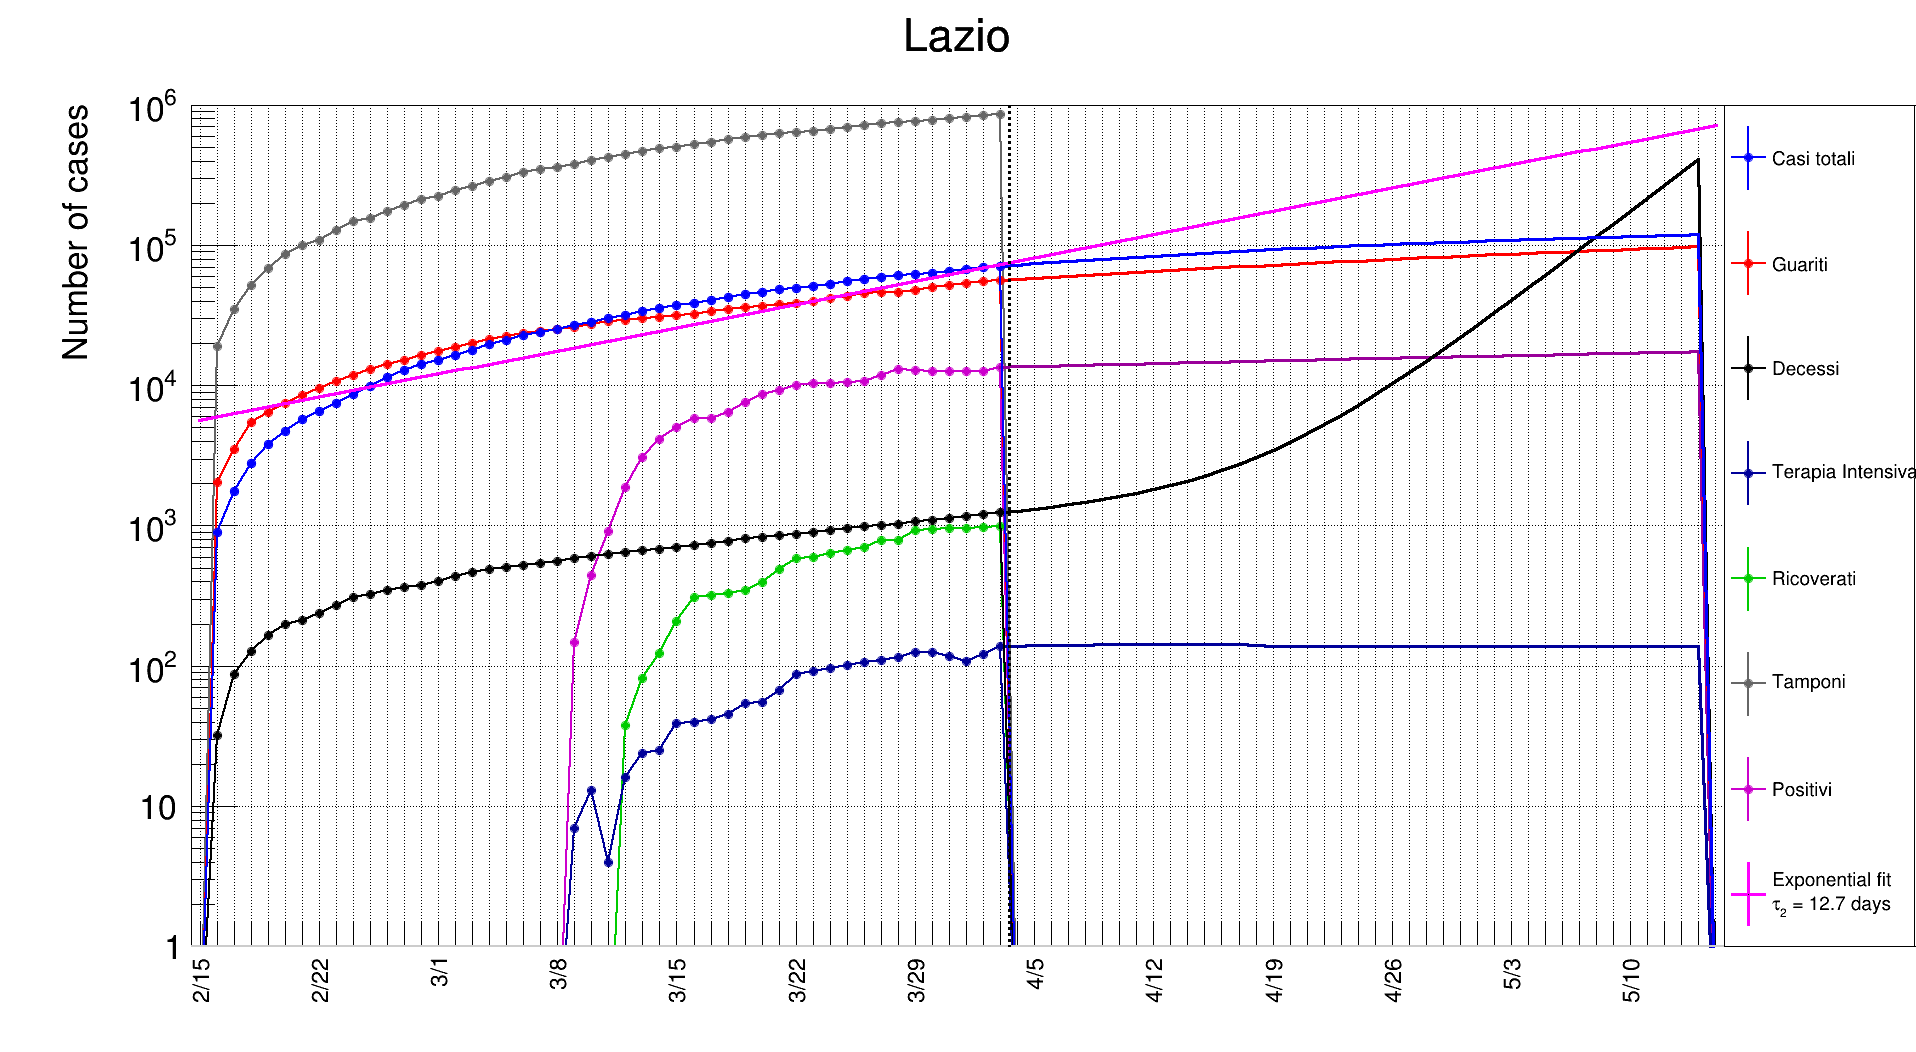 Lazio
Number of cases
10⁶
10⁵
10⁴
10³
10²
10
1
2/15
2/22
3/1
3/8
3/15
3/22
3/29
4/5
4/12
4/19
4/26
5/3
5/10
Casi totali
Guariti
Decessi
Terapia Intensiva
Ricoverati
Tamponi
Positivi
Exponential fit
τ₂ = 12.7 days